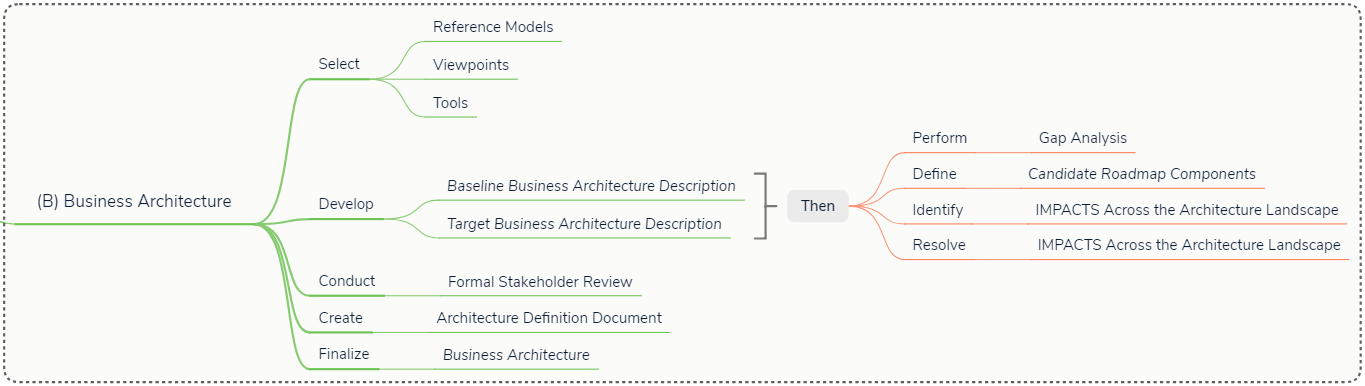 (B) Business Architecture
Select
Reference Models
Viewpoints
Tools
Develop
Baseline Business Architecture Description
Target Business Architecture Description
Then
Perform
Gap Analysis
Define
Candidate Roadmap Components
Identify
IMPACTS Across the Architecture Landscape
Resolve
IMPACTS Across the Architecture Landscape
Conduct
Formal Stakeholder Review
Create
Architecture Definition Document
Finalize
Business Architecture